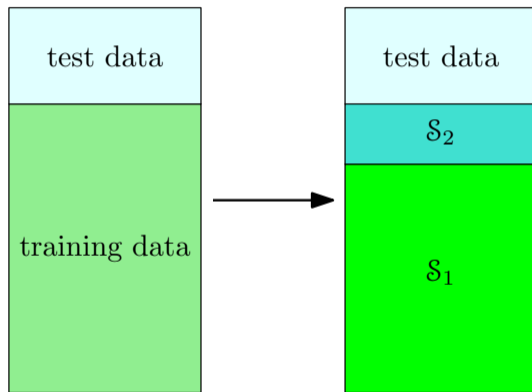 test data
training data
test data
𝒮₂
𝒮₁